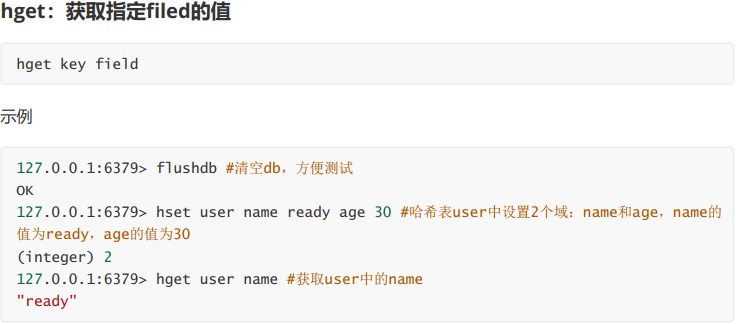 hget：获取指定filed的值
hget key field
示例
127.0.0.1:6379> flushdb #清空db，方便测试
OK
127.0.0.1:6379> hset user name ready age 30 #哈希表user中设置2个域：name和age，name的
值为ready，age的值为30
(integer) 2
127.0.0.1:6379> hget user name #获取user中的name
"ready"